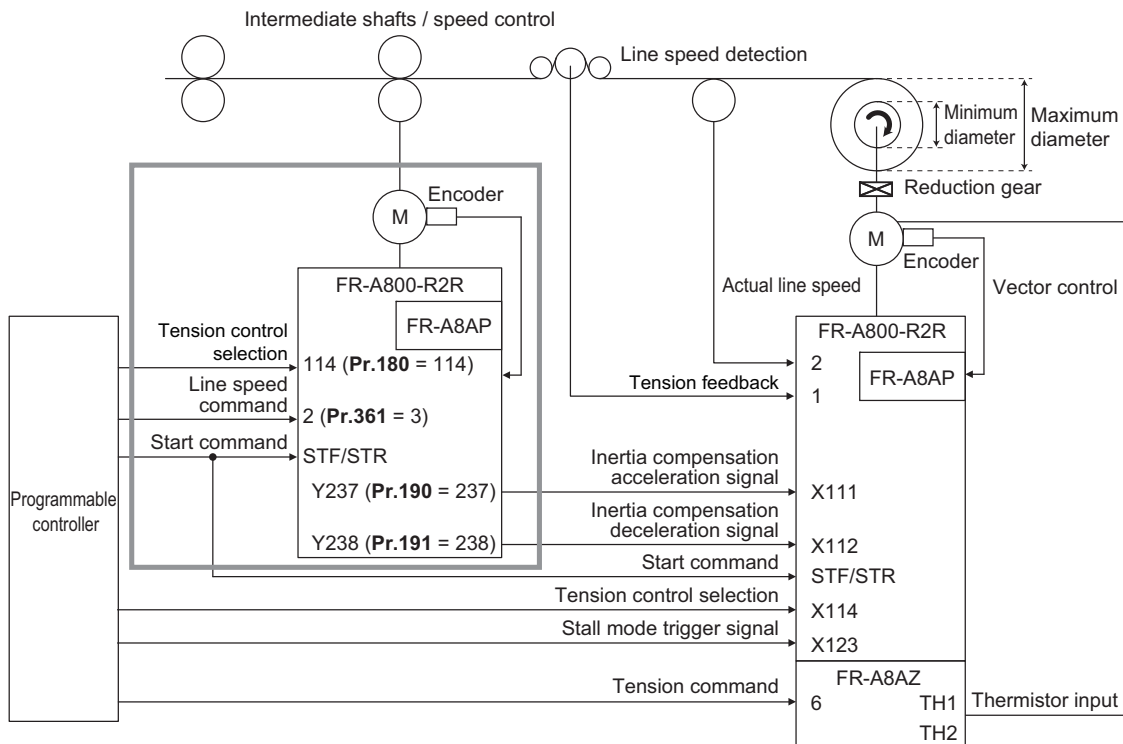 Intermediate shafts / speed control
Line speed detection
Minimum
diameter
Maximum
diameter
Reduction gear
M
Encoder
M
Encoder
Actual line speed
Vector control
Programmable
controller
Tension control
selection
Line speed
command
Start command
FR-A800-R2R
FR-A8AP
114 (Pr.180 = 114)
2 (Pr.361 = 3)
STF/STR
Y237 (Pr.190 = 237)
Y238 (Pr.191 = 238)
Tension feedback
Inertia compensation
acceleration signal
Inertia compensation
deceleration signal
Start command
Tension control selection
Stall mode trigger signal
Tension command
FR-A800-R2R
2
FR-A8AP
1
X111
X112
STF/STR
X114
X123
FR-A8AZ
6
TH1
TH2
Thermistor input